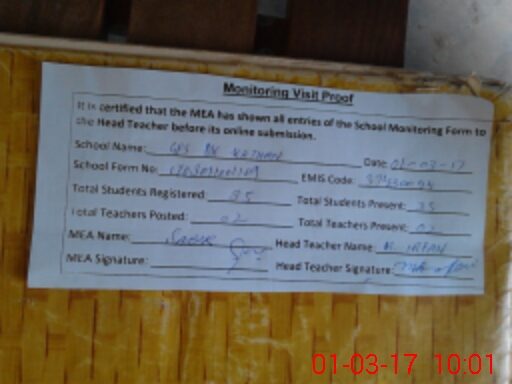 Monitoring Visit Proof
It is certified that the MEA has shown all entries of the School Monitoring Form to
the Head Teacher before its online submission.
School Name: GPS Date: 01-03-17
School Form No: EMIS Code:
Total Students Registered: 35 Total Students Present: 35
Total Teachers Posted: 02 Total Teachers Present: 02
MEA Name: Head Teacher Name: M. IRFAN
MEA Signature: Head Teacher Signature:
01-03-17 10:01